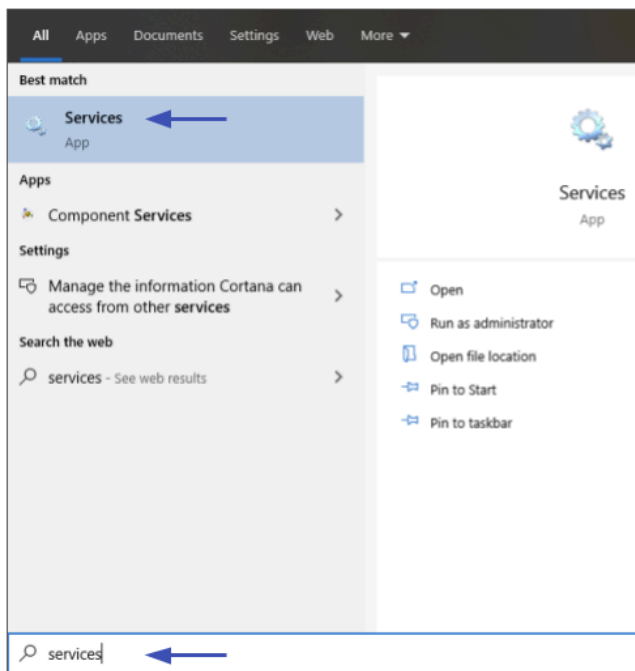 All Apps Documents Settings Web More
Best match
Services
App
Apps
Component Services
Settings
Manage the information Cortana can
access from other services
Search the web
services - See web results
Services
App
Open
Run as administrator
Open file location
Pin to Start
Pin to taskbar
services